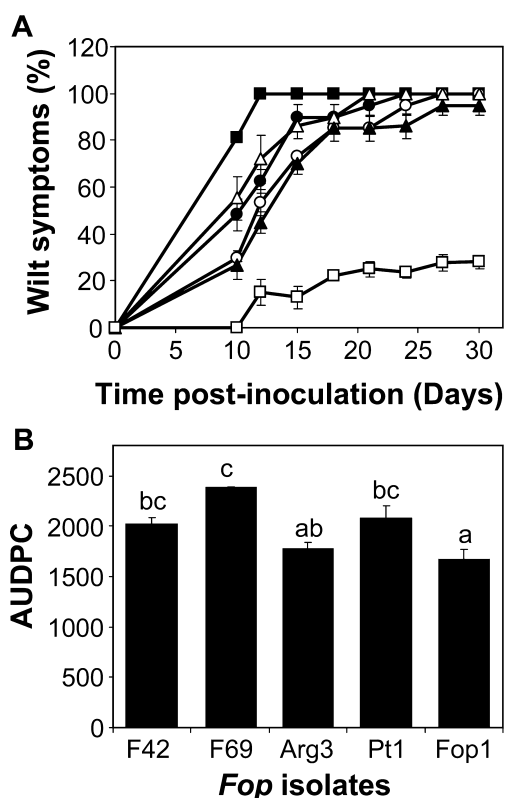 A
Wilt symptoms (%)
120
100
80
60
40
20
0
0 5 10 15 20 25 30
Time post-inoculation (Days)
B
AUDPC
2500
2000
1500
1000
500
0
bc c ab bc a
F42 F69 Arg3 Pt1 Fop1
Fop isolates